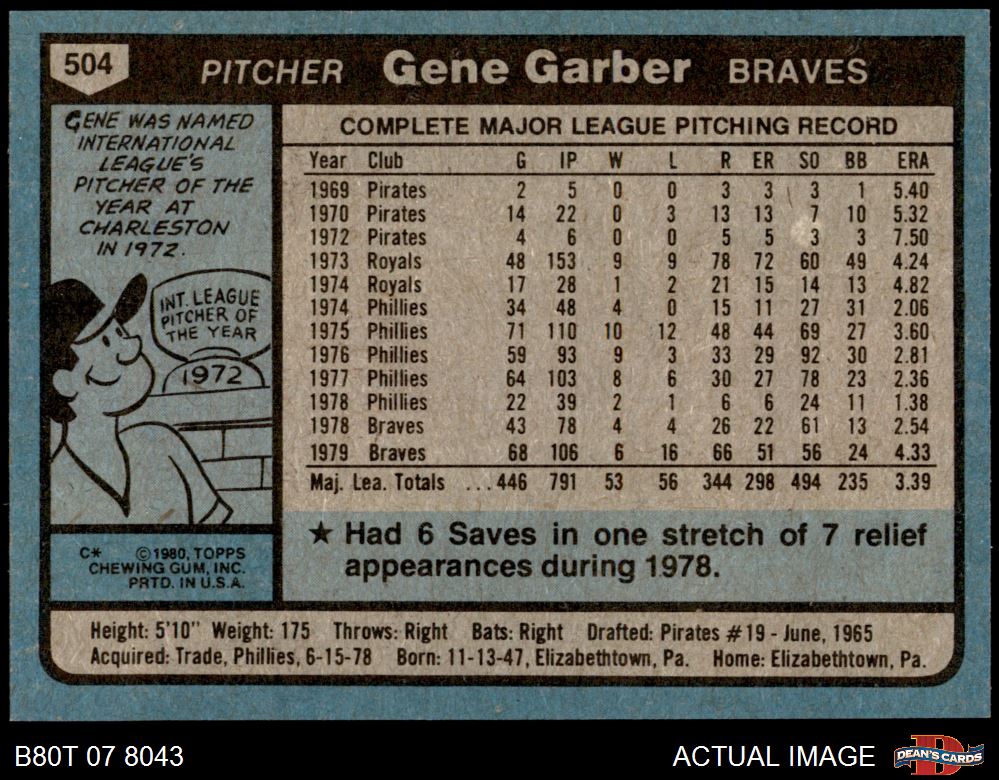 504
PITCHER Gene Garber BRAVES
GENE WAS NAMED
INTERNATIONAL
LEAGUE'S
PITCHER OF THE
YEAR AT
CHARLESTON
IN 1972.
INT. LEAGUE
PITCHER OF
THE YEAR
1972
C* ©1980, TOPPS
CHEWING GUM, INC.
PRTD. IN U.S.A.
COMPLETE MAJOR LEAGUE PITCHING RECORD
Year Club G IP W L R ER SO BB ERA
1969 Pirates 2 5 0 0 3 3 3 1 5.40
1970 Pirates 14 22 0 3 13 13 7 10 5.32
1972 Pirates 4 6 0 0 5 5 3 3 7.50
1973 Royals 48 153 9 9 78 72 60 49 4.24
1974 Royals 17 28 1 2 21 15 14 13 4.82
1974 Phillies 34 48 4 0 15 11 27 31 2.06
1975 Phillies 71 110 10 12 48 44 69 27 3.60
1976 Phillies 59 93 9 3 33 29 92 30 2.81
1977 Phillies 64 103 8 6 30 27 78 23 2.36
1978 Phillies 22 39 2 1 6 6 24 11 1.38
1978 Braves 43 78 4 4 26 22 61 13 2.54
1979 Braves 68 106 6 16 66 51 56 24 4.33
Maj. Lea. Totals ...446 791 53 56 344 298 494 235 3.39
★ Had 6 Saves in one stretch of 7 relief
appearances during 1978.
Height: 5'10" Weight: 175 Throws: Right Bats: Right Drafted: Pirates #19 - June, 1965
Acquired: Trade, Phillies, 6-15-78 Born: 11-13-47, Elizabethtown, Pa. Home: Elizabethtown, Pa.
B80T 07 8043 ACTUAL IMAGE DEAN'S CARDS